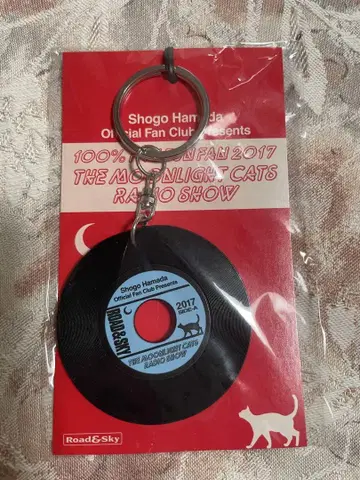 Shogo Hamada
Official Fan Club Presents
100% FAN FAN 2017
THE MOONLIGHT CATS
RADIO SHOW
Shogo Hamada
Official Fan Club Presents
2017
SIDE-A
ROAD&SKY
THE MOONLIGHT CATS
RADIO SHOW
Road&Sky